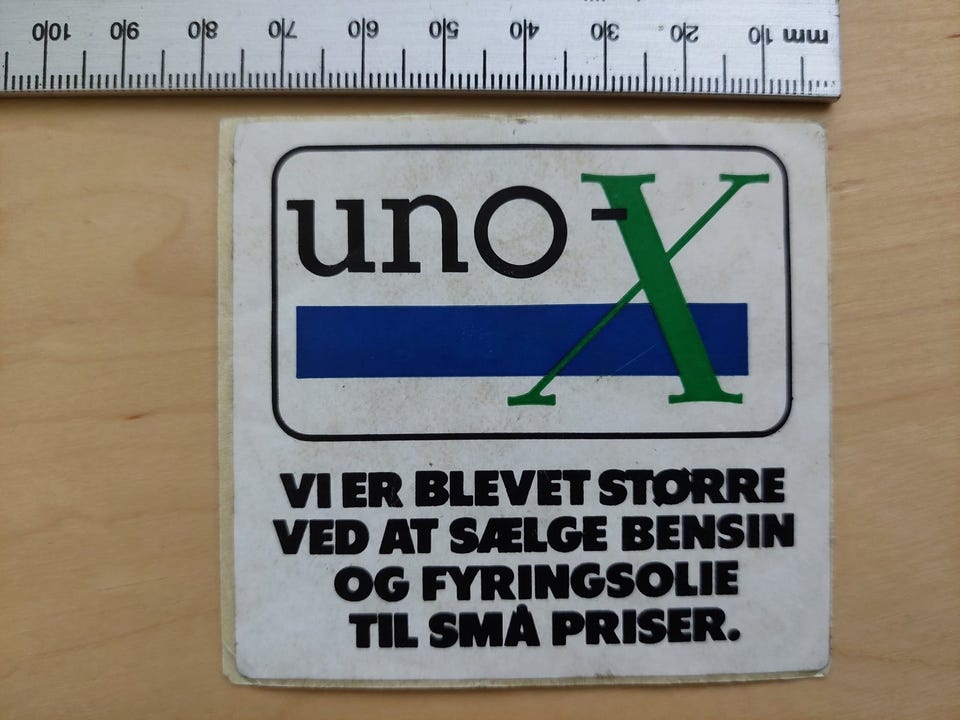 100 90 80 70 60 50 40 30 20 10 mm
uno-X
VI ER BLEVET STØRRE
VED AT SÆLGE BENSIN
OG FYRINGSOLIE
TIL SMÅ PRISER.